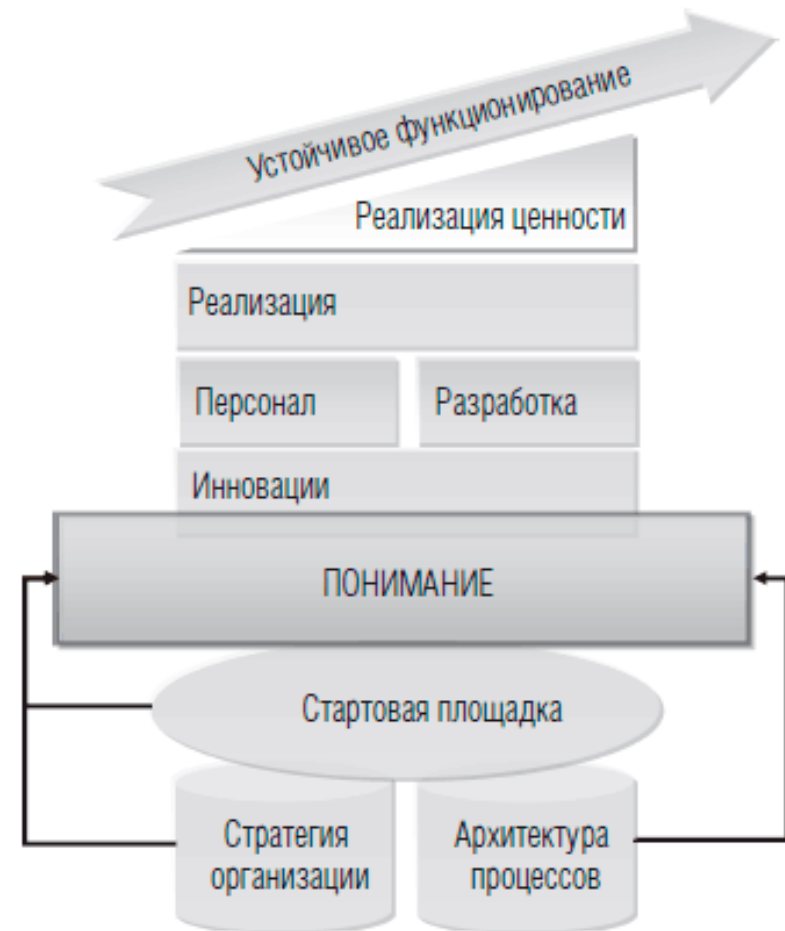 Устойчивое функционирование
Реализация ценности
Реализация
Персонал
Разработка
Инновации
ПОНИМАНИЕ
Стартовая площадка
Стратегия
организации
Архитектура
процессов